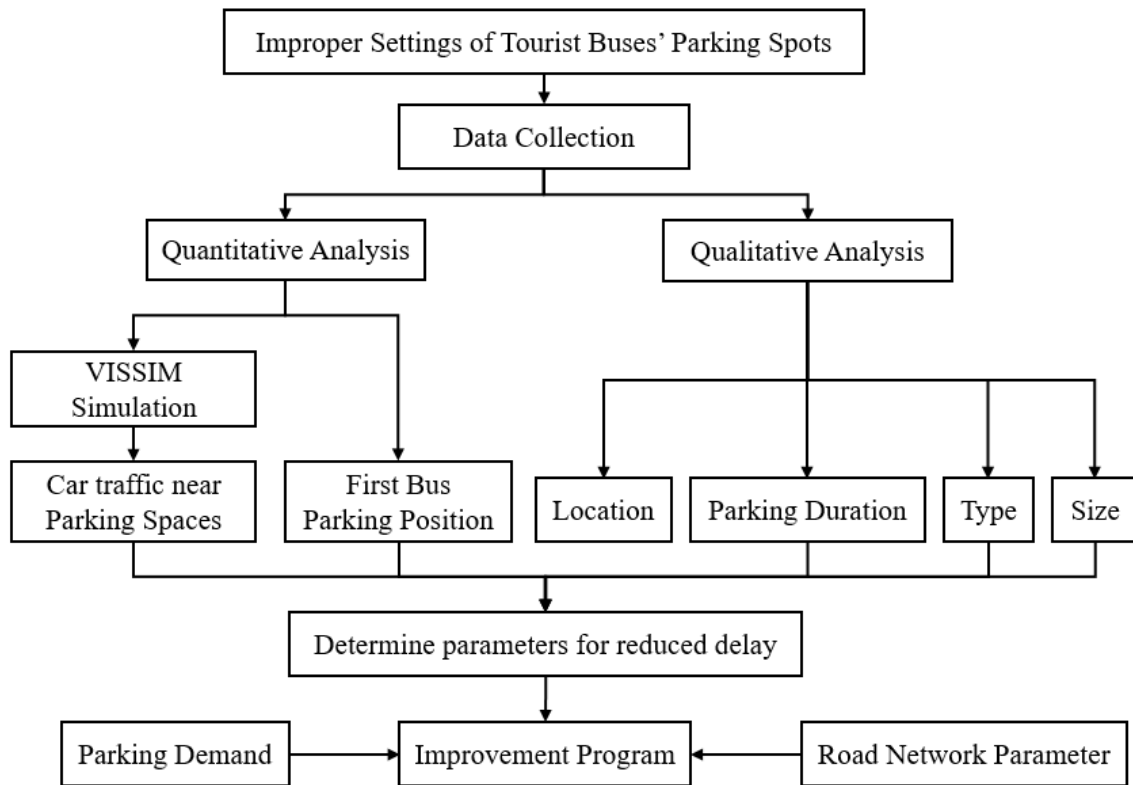 Improper Settings of Tourist Buses’ Parking Spots
Data Collection
Quantitative Analysis
Qualitative Analysis
VISSIM
Simulation
Car traffic near
Parking Spaces
First Bus
Parking Position
Location
Parking Duration
Type
Size
Determine parameters for reduced delay
Parking Demand
Improvement Program
Road Network Parameter